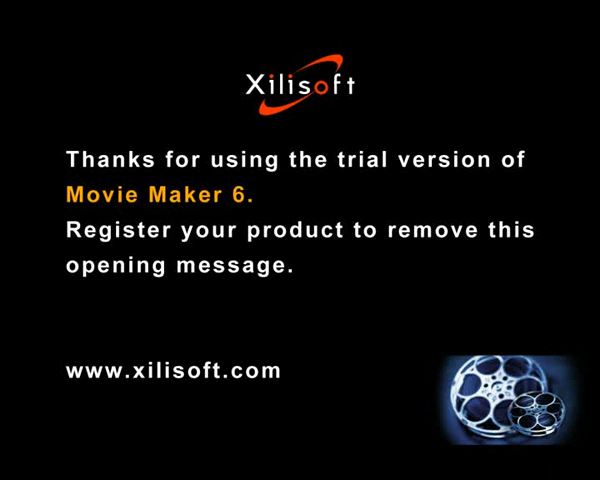 Xilisoft
Thanks for using the trial version of
Movie Maker 6.
Register your product to remove this
opening message.
www.xilisoft.com